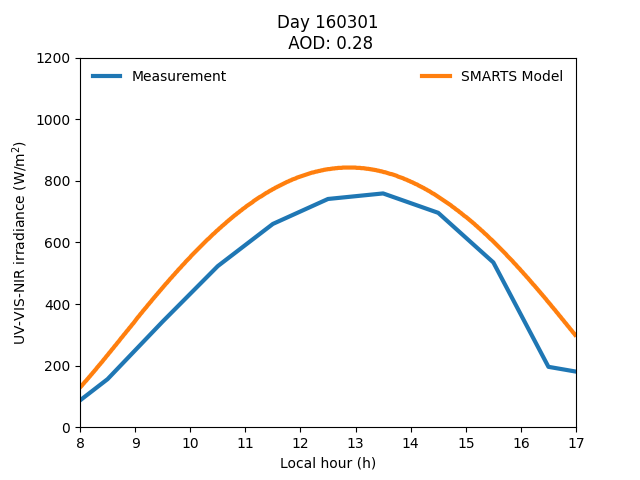 Day 160301
AOD: 0.28
Measurement
SMARTS Model
UV-VIS-NIR irradiance (W/m²)
1200
1000
800
600
400
200
0
8 9 10 11 12 13 14 15 16 17
Local hour (h)